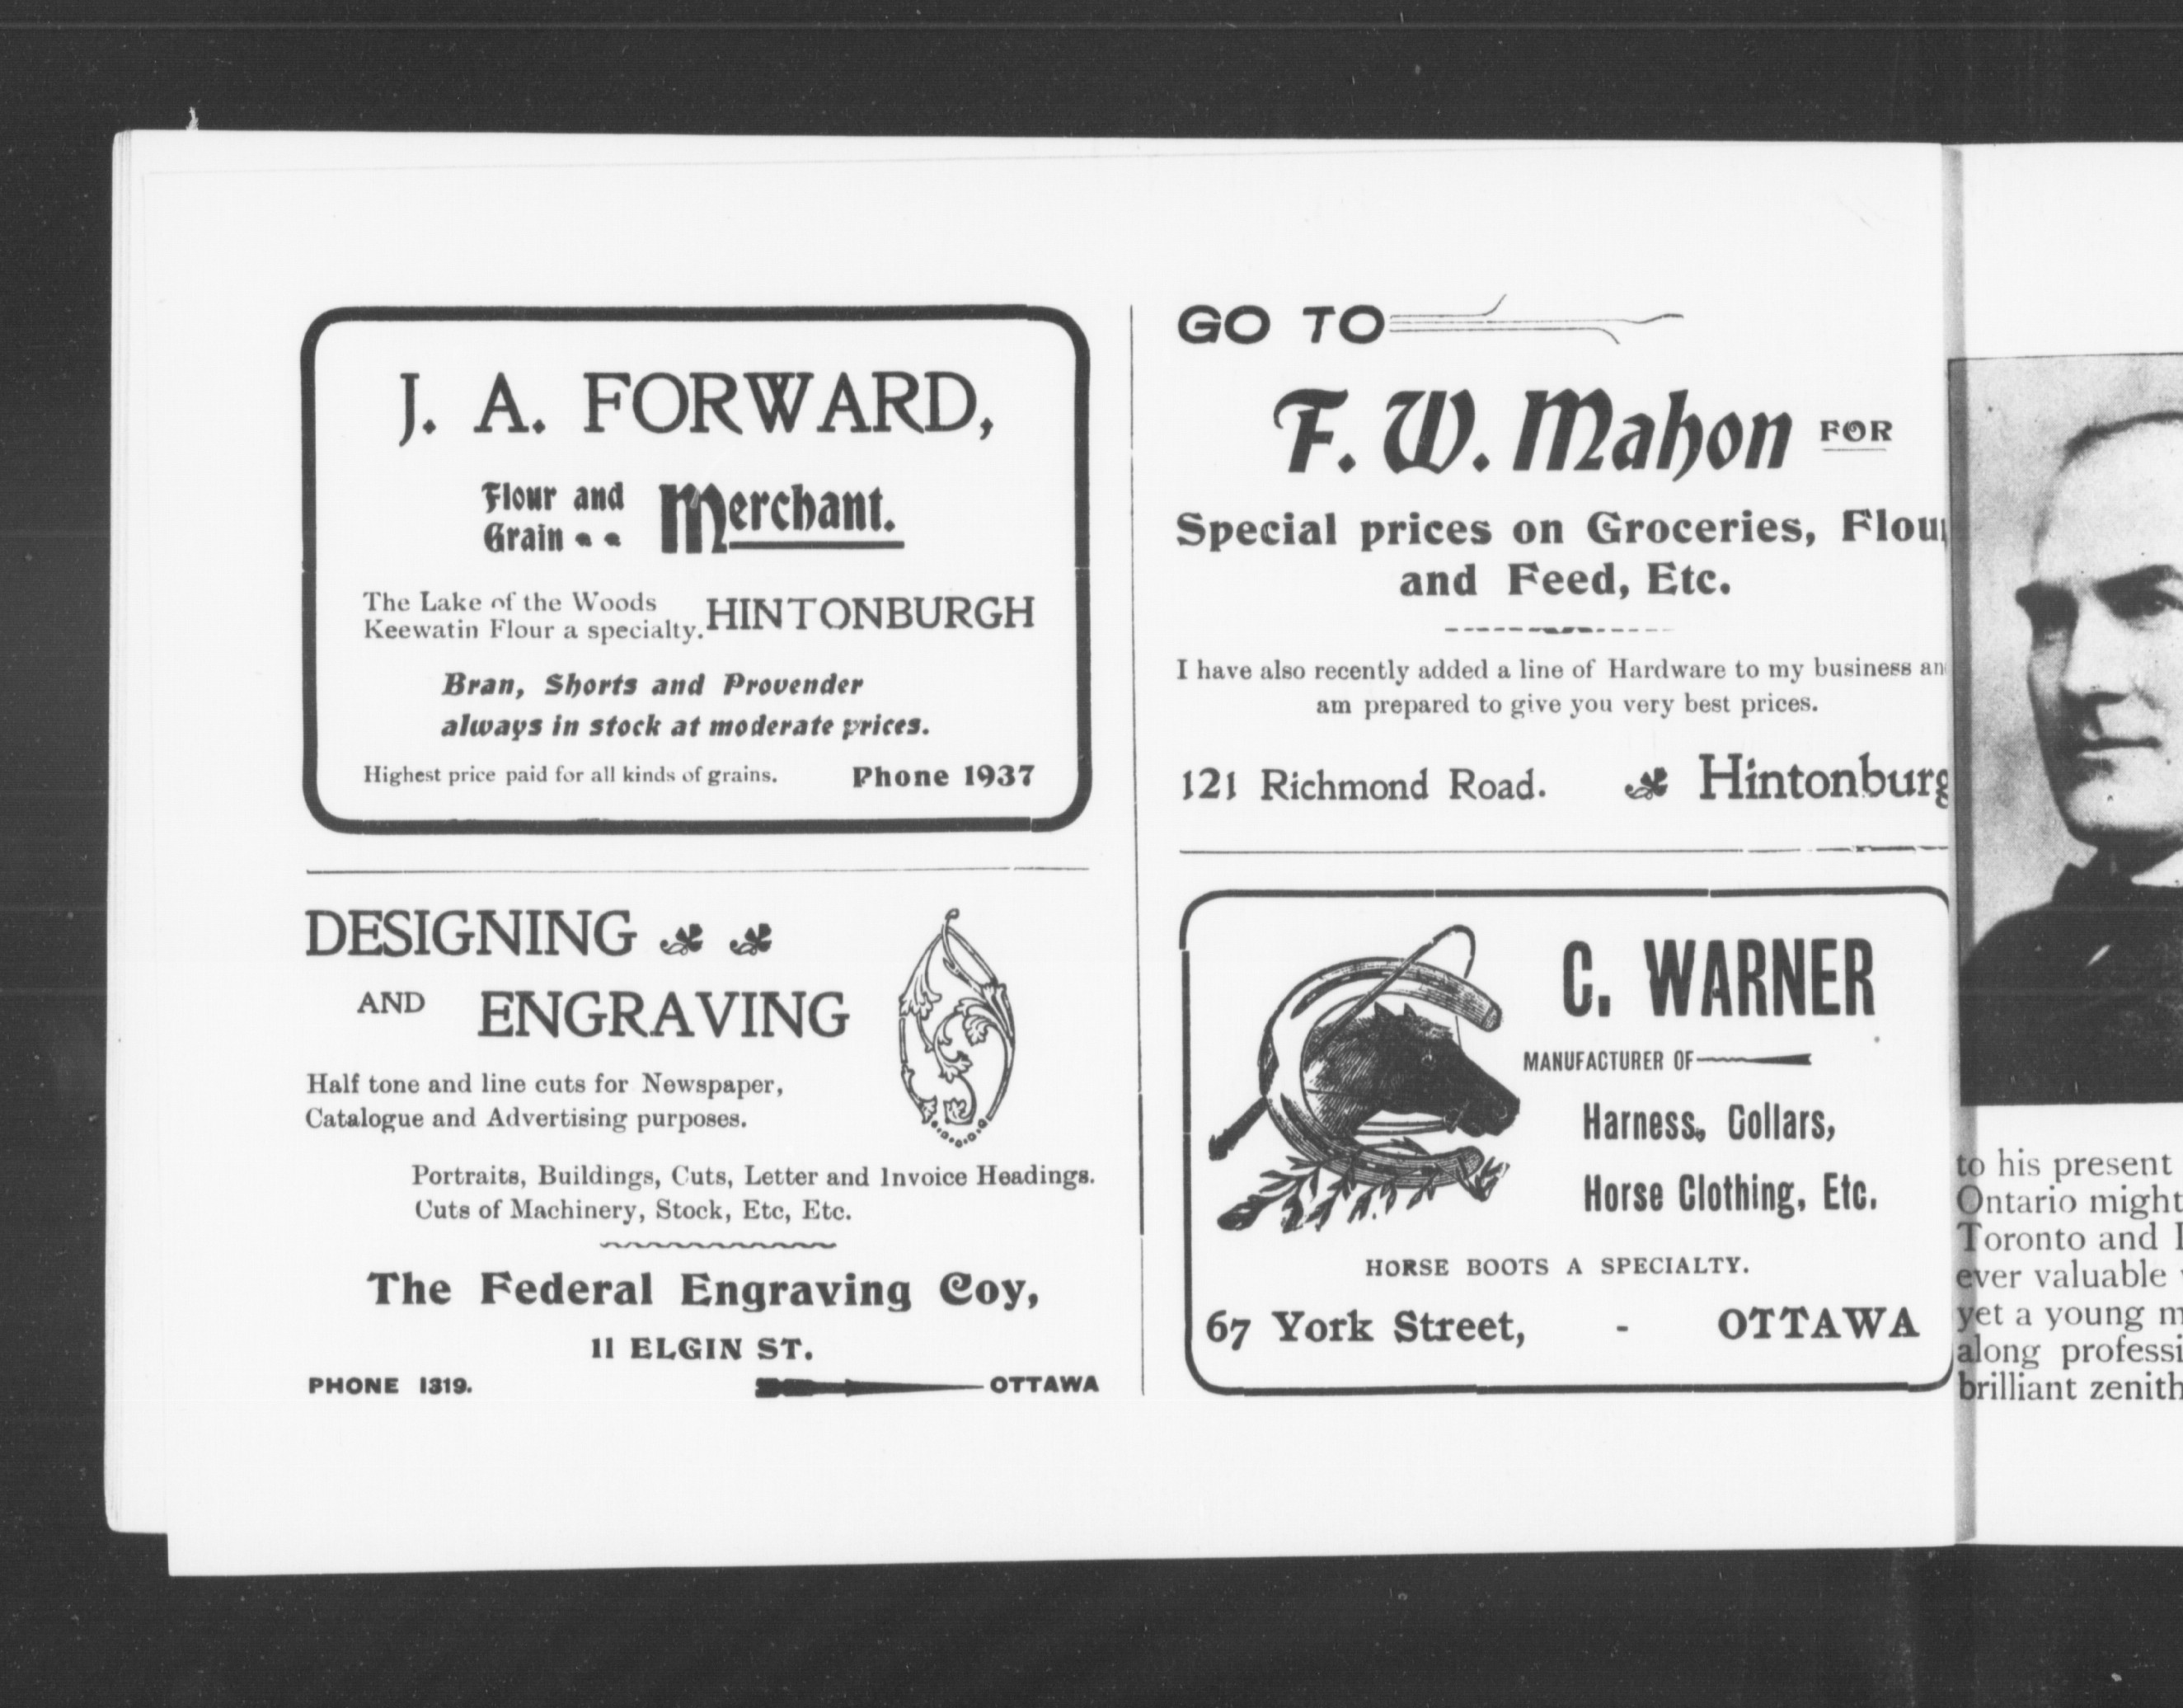 J. A. FORWARD,
Flour and
Grain
Merchant.
The Lake of the Woods
Keewatin Flour a specialty.
HINTONBURGH
Bran, Shorts and Provender
always in stock at moderate prices.
Highest price paid for all kinds of grains. Phone 1937
DESIGNING
AND ENGRAVING
Half tone and line cuts for Newspaper,
Catalogue and Advertising purposes.
Portraits, Buildings, Cuts, Letter and Invoice Headings.
Cuts of Machinery, Stock, Etc, Etc.
The Federal Engraving Coy,
11 ELGIN ST.
PHONE 1319. OTTAWA
GO TO
F. W. Mahon FOR
Special prices on Groceries, Flou
and Feed, Etc.
I have also recently added a line of Hardware to my business an
am prepared to give you very best prices.
121 Richmond Road. Hintonburg
C. WARNER
MANUFACTURER OF
Harness, Collars,
Horse Clothing, Etc.
HORSE BOOTS A SPECIALTY.
67 York Street, - OTTAWA
to his present
Ontario might
Toronto and
ever valuable
yet a young
along professi
brilliant zenith